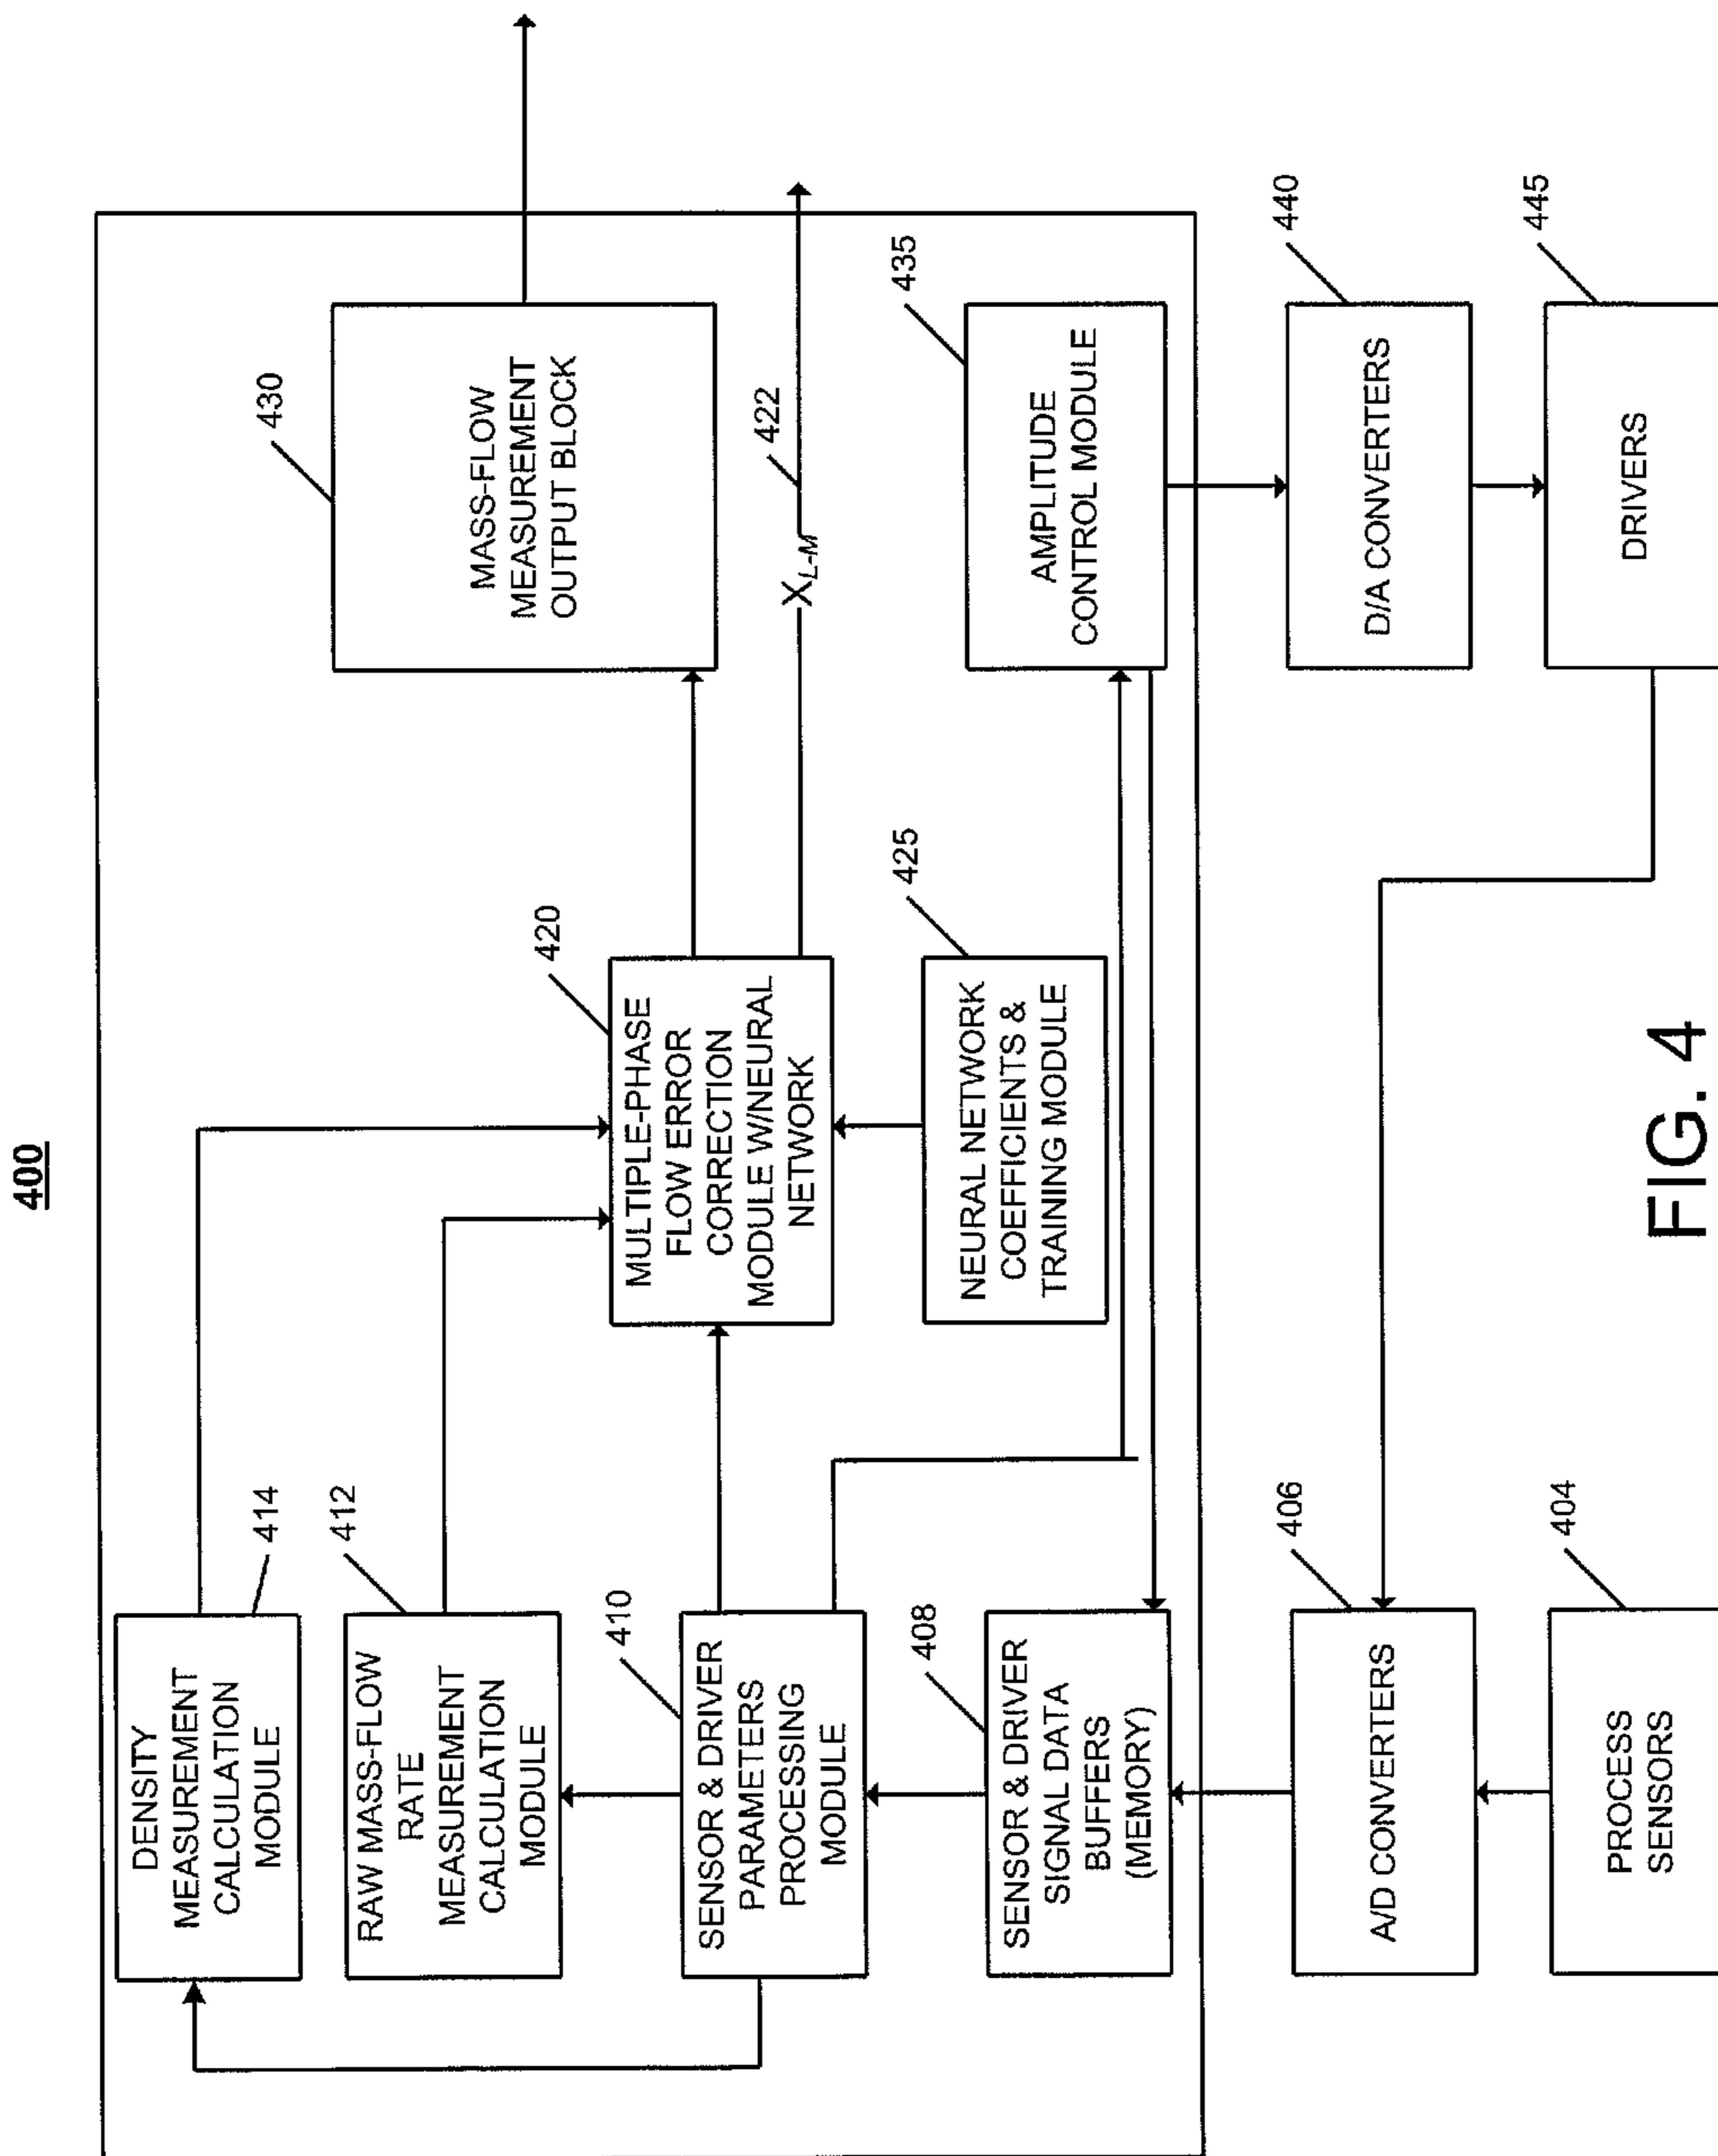 400
DENSITY
MEASUREMENT
CALCULATION
MODULE
414
RAW MASS-FLOW
RATE
MEASUREMENT
CALCULATION
MODULE
412
SENSOR & DRIVER
PARAMETERS
PROCESSING
MODULE
410
SENSOR & DRIVER
SIGNAL DATA
BUFFERS
(MEMORY)
408
A/D CONVERTERS
406
PROCESS
SENSORS
404
MULTIPLE-PHASE
FLOW ERROR
CORRECTION
MODULE W/NEURAL
NETWORK
420
NEURAL NETWORK
COEFFICIENTS &
TRAINING MODULE
425
MASS-FLOW
MEASUREMENT
OUTPUT BLOCK
430
X_{L-M}
422
AMPLITUDE
CONTROL MODULE
435
D/A CONVERTERS
440
DRIVERS
445
FIG. 4